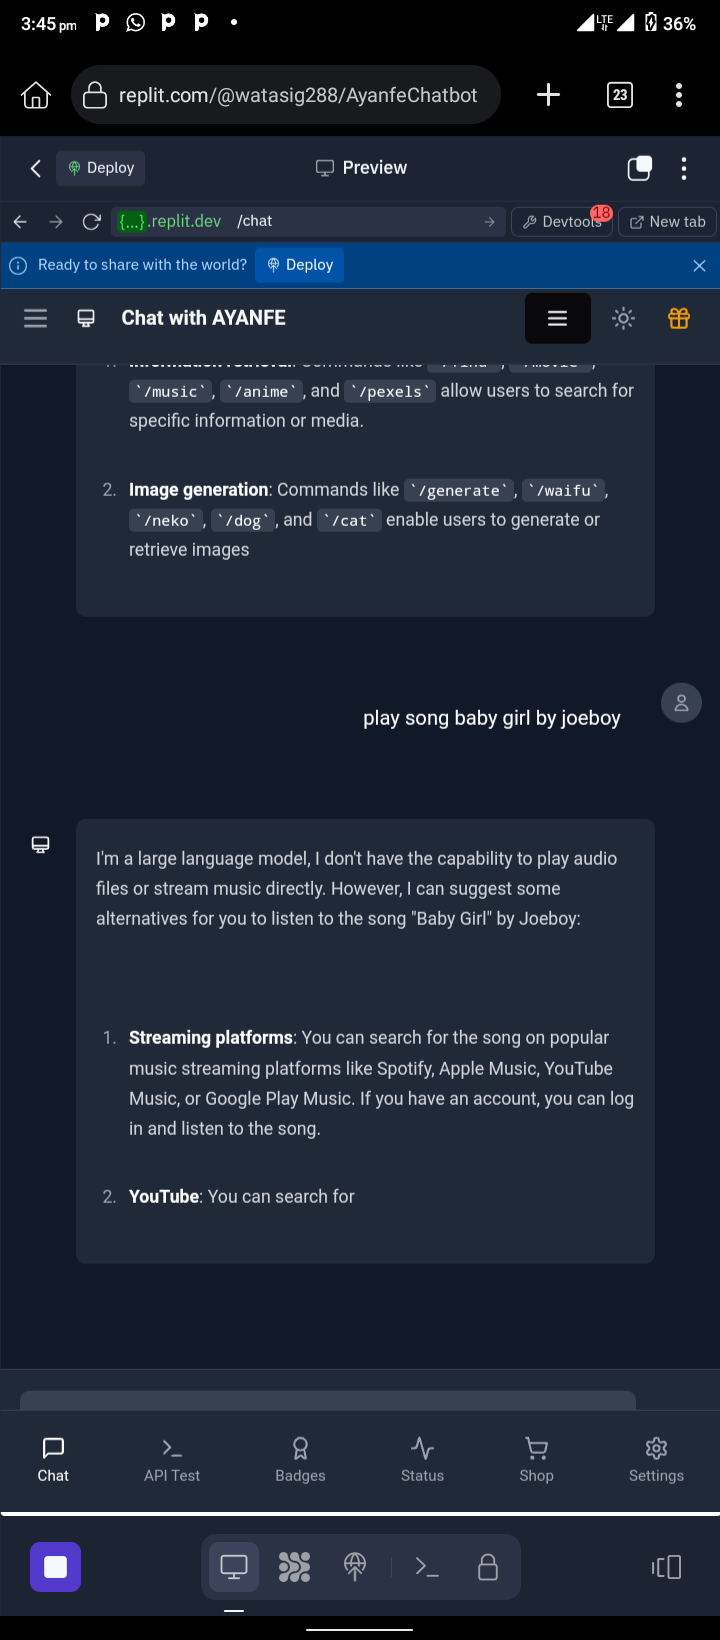 3:45 pm
LTE
36%
replit.com/@watasig288/AyanfeChatbot
23
Deploy
Preview
{...}.replit.dev /chat
Devtools
18
New tab
Ready to share with the world?
Deploy
Chat with AYANFE
`/music`, `/anime`, and `/pexels` allow users to search for
specific information or media.
2. Image generation: Commands like `/generate`, `/waifu`,
`/neko`, `/dog`, and `/cat` enable users to generate or
retrieve images
play song baby girl by joeboy
I'm a large language model, I don't have the capability to play audio
files or stream music directly. However, I can suggest some
alternatives for you to listen to the song "Baby Girl" by Joeboy:
1. Streaming platforms: You can search for the song on popular
music streaming platforms like Spotify, Apple Music, YouTube
Music, or Google Play Music. If you have an account, you can log
in and listen to the song.
2. YouTube: You can search for
Chat
API Test
Badges
Status
Shop
Settings